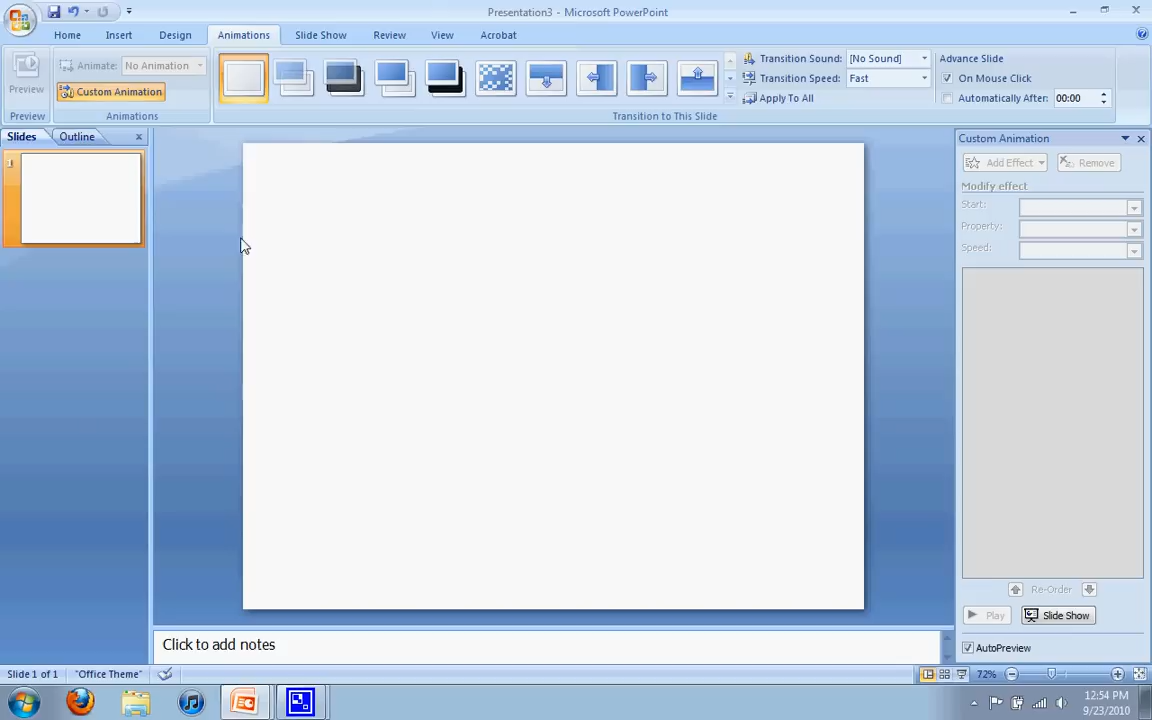 Presentation3 - Microsoft PowerPoint
Home Insert Design Animations Slide Show Review View Acrobat
Preview
Animate: No Animation
Custom Animation
Transition Sound: [No Sound]
Transition Speed: Fast
Apply To All
Advance Slide
On Mouse Click
Automatically After: 00:00
Preview Animations Transition to This Slide
Slides Outline
1
Custom Animation
Add Effect Remove
Modify effect
Start:
Property:
Speed:
Re-Order
Play Slide Show
AutoPreview
Click to add notes
Slide 1 of 1 "Office Theme" 72%
12:54 PM
9/23/2010